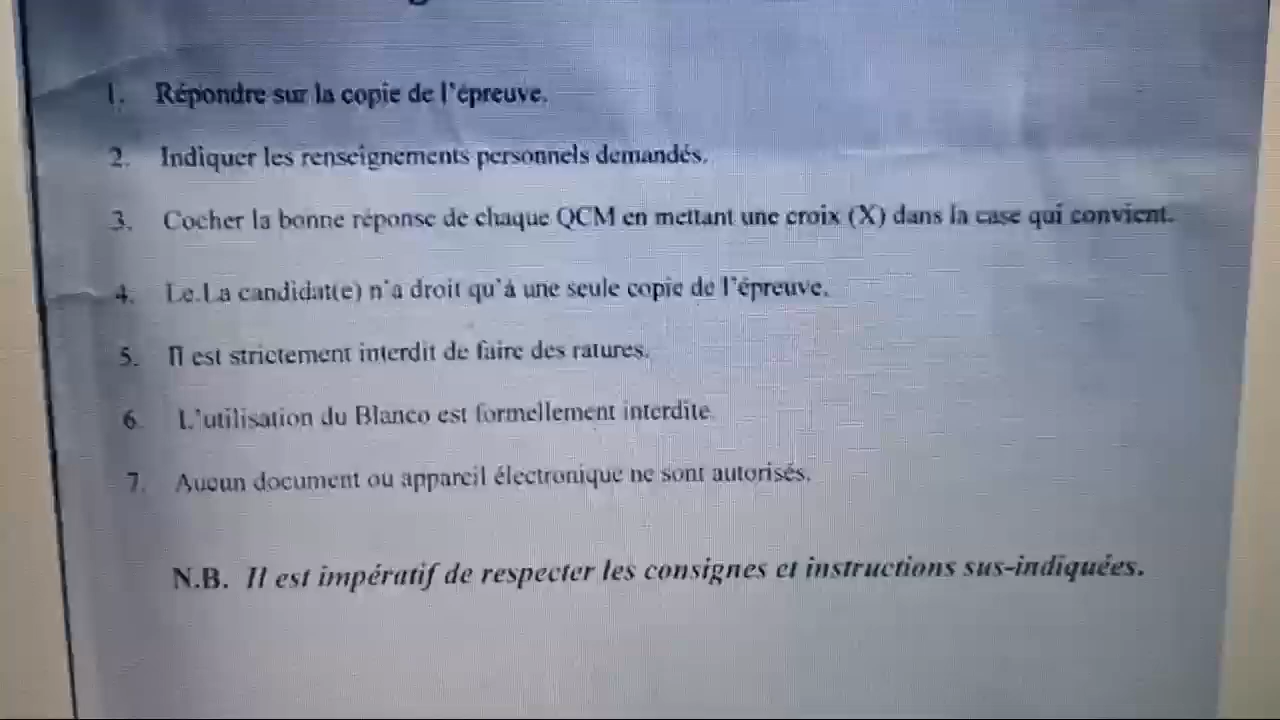 1. Répondre sur la copie de l'épreuve.
2. Indiquer les renseignements personnels demandés.
3. Cocher la bonne réponse de chaque QCM en mettant une croix (X) dans la case qui convient.
4. Le.La candidat(e) n'a droit qu'à une seule copie de l'épreuve.
5. Il est strictement interdit de faire des ratures.
6. L'utilisation du Blanco est formellement interdite.
7. Aucun document ou appareil électronique ne sont autorisés.
N.B. Il est impératif de respecter les consignes et instructions sus-indiquées.